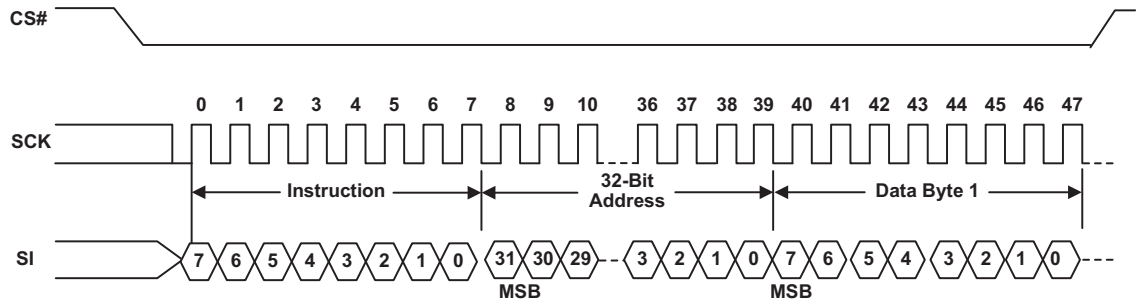 CS#
0 1 2 3 4 5 6 7 8 9 10 36 37 38 39 40 41 42 43 44 45 46 47
SCK
Instruction
32-Bit
Address
Data Byte 1
SI
7 6 5 4 3 2 1 0 31 30 29 3 2 1 0 7 6 5 4 3 2 1 0
MSB MSB